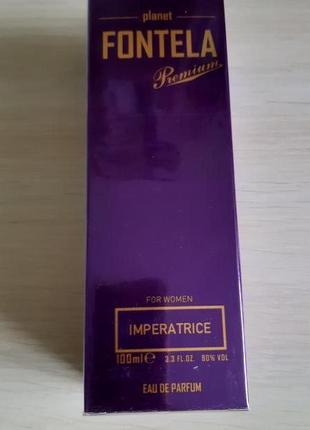 planet
FONTELA
Premium
FOR WOMEN
IMPERATRICE
100ml℮ 3.3 FL.OZ. 80% VOL
EAU DE PARFUM